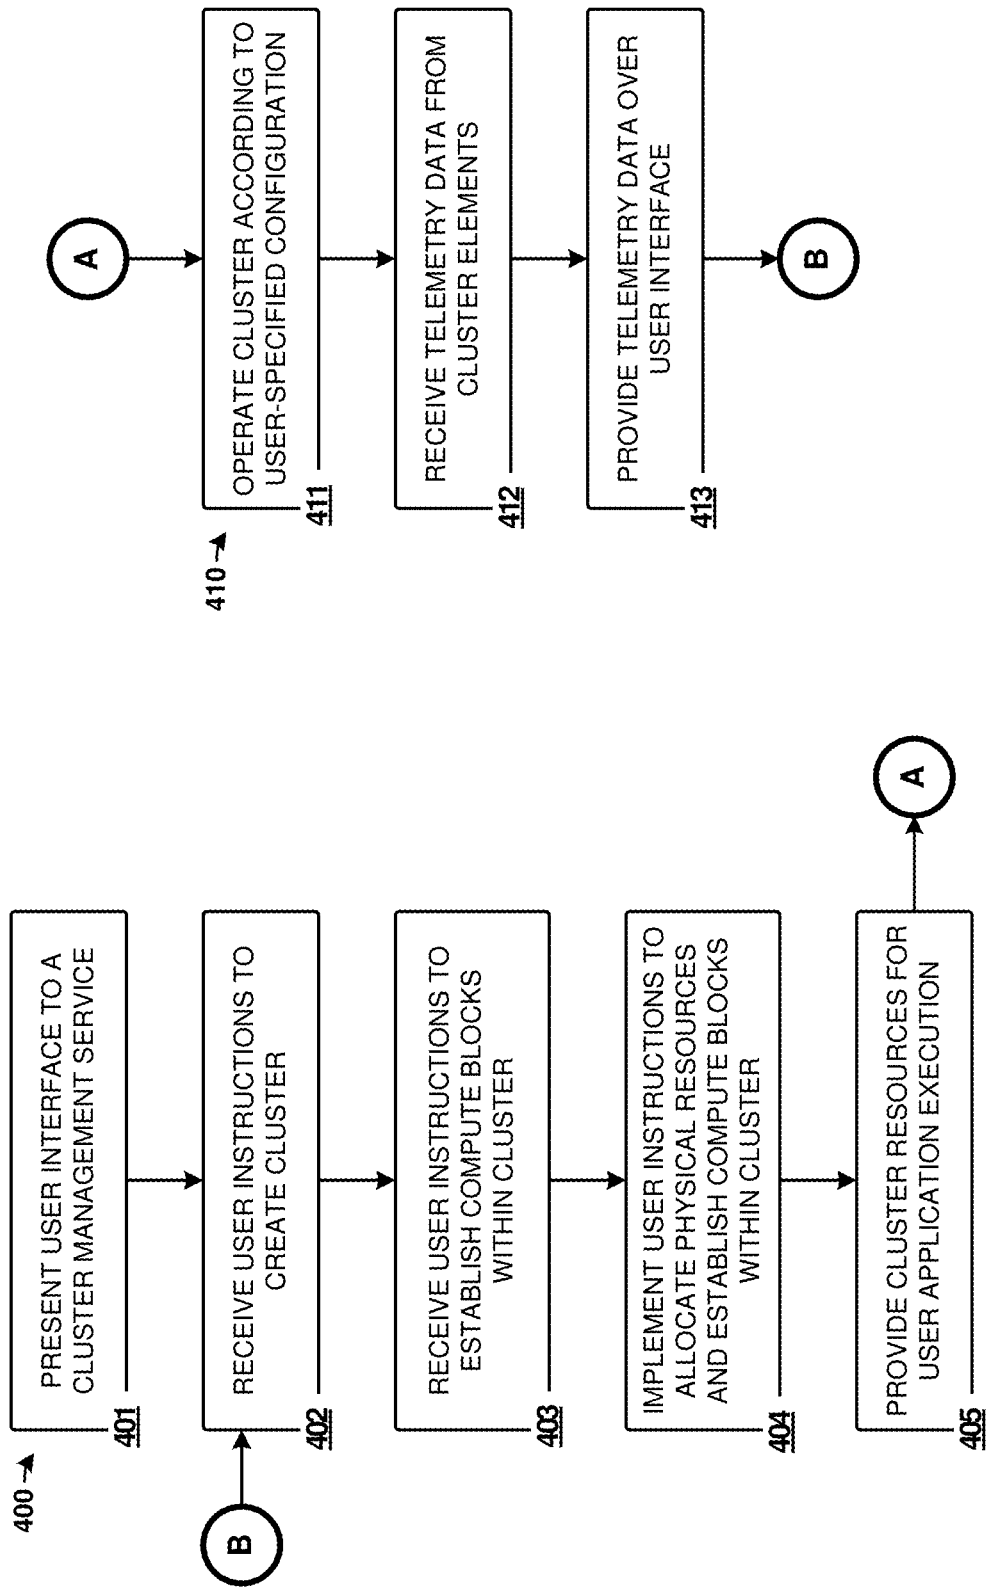 400
PRESENT USER INTERFACE TO A
CLUSTER MANAGEMENT SERVICE
401
B
RECEIVE USER INSTRUCTIONS TO
CREATE CLUSTER
402
RECEIVE USER INSTRUCTIONS TO
ESTABLISH COMPUTE BLOCKS
WITHIN CLUSTER
403
IMPLEMENT USER INSTRUCTIONS TO
ALLOCATE PHYSICAL RESOURCES
AND ESTABLISH COMPUTE BLOCKS
WITHIN CLUSTER
404
PROVIDE CLUSTER RESOURCES FOR
USER APPLICATION EXECUTION
405
A
A
410
OPERATE CLUSTER ACCORDING TO
USER-SPECIFIED CONFIGURATION
411
RECEIVE TELEMETRY DATA FROM
CLUSTER ELEMENTS
412
PROVIDE TELEMETRY DATA OVER
USER INTERFACE
413
B